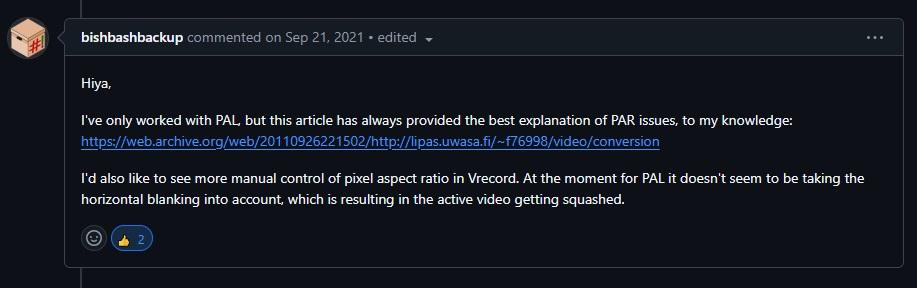 bishbashbackup commented on Sep 21, 2021 • edited
Hiya,
I've only worked with PAL, but this article has always provided the best explanation of PAR issues, to my knowledge:
https://web.archive.org/web/20110926221502/http://lipas.uwasa.fi/~f76998/video/conversion
I'd also like to see more manual control of pixel aspect ratio in Vrecord. At the moment for PAL it doesn't seem to be taking the
horizontal blanking into account, which is resulting in the active video getting squashed.
👍 2